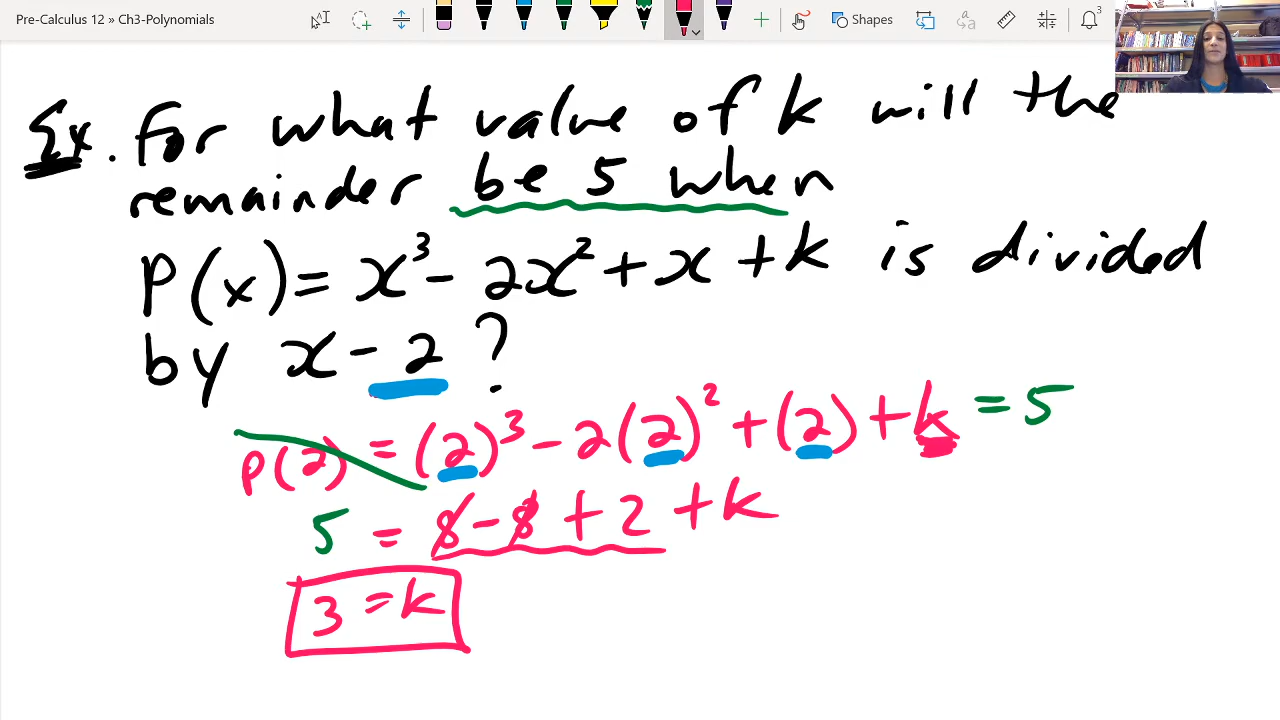 Pre-Calculus 12 » Ch3-Polynomials
Shapes
3
Ex. For what value of k will the
remainder be 5 when
P(x) = x³ - 2x² + x + k is divided
by x - 2 ?
P(2) = (2)³ - 2(2)² + (2) + k = 5
5 = 8 - 8 + 2 + k
3 = k